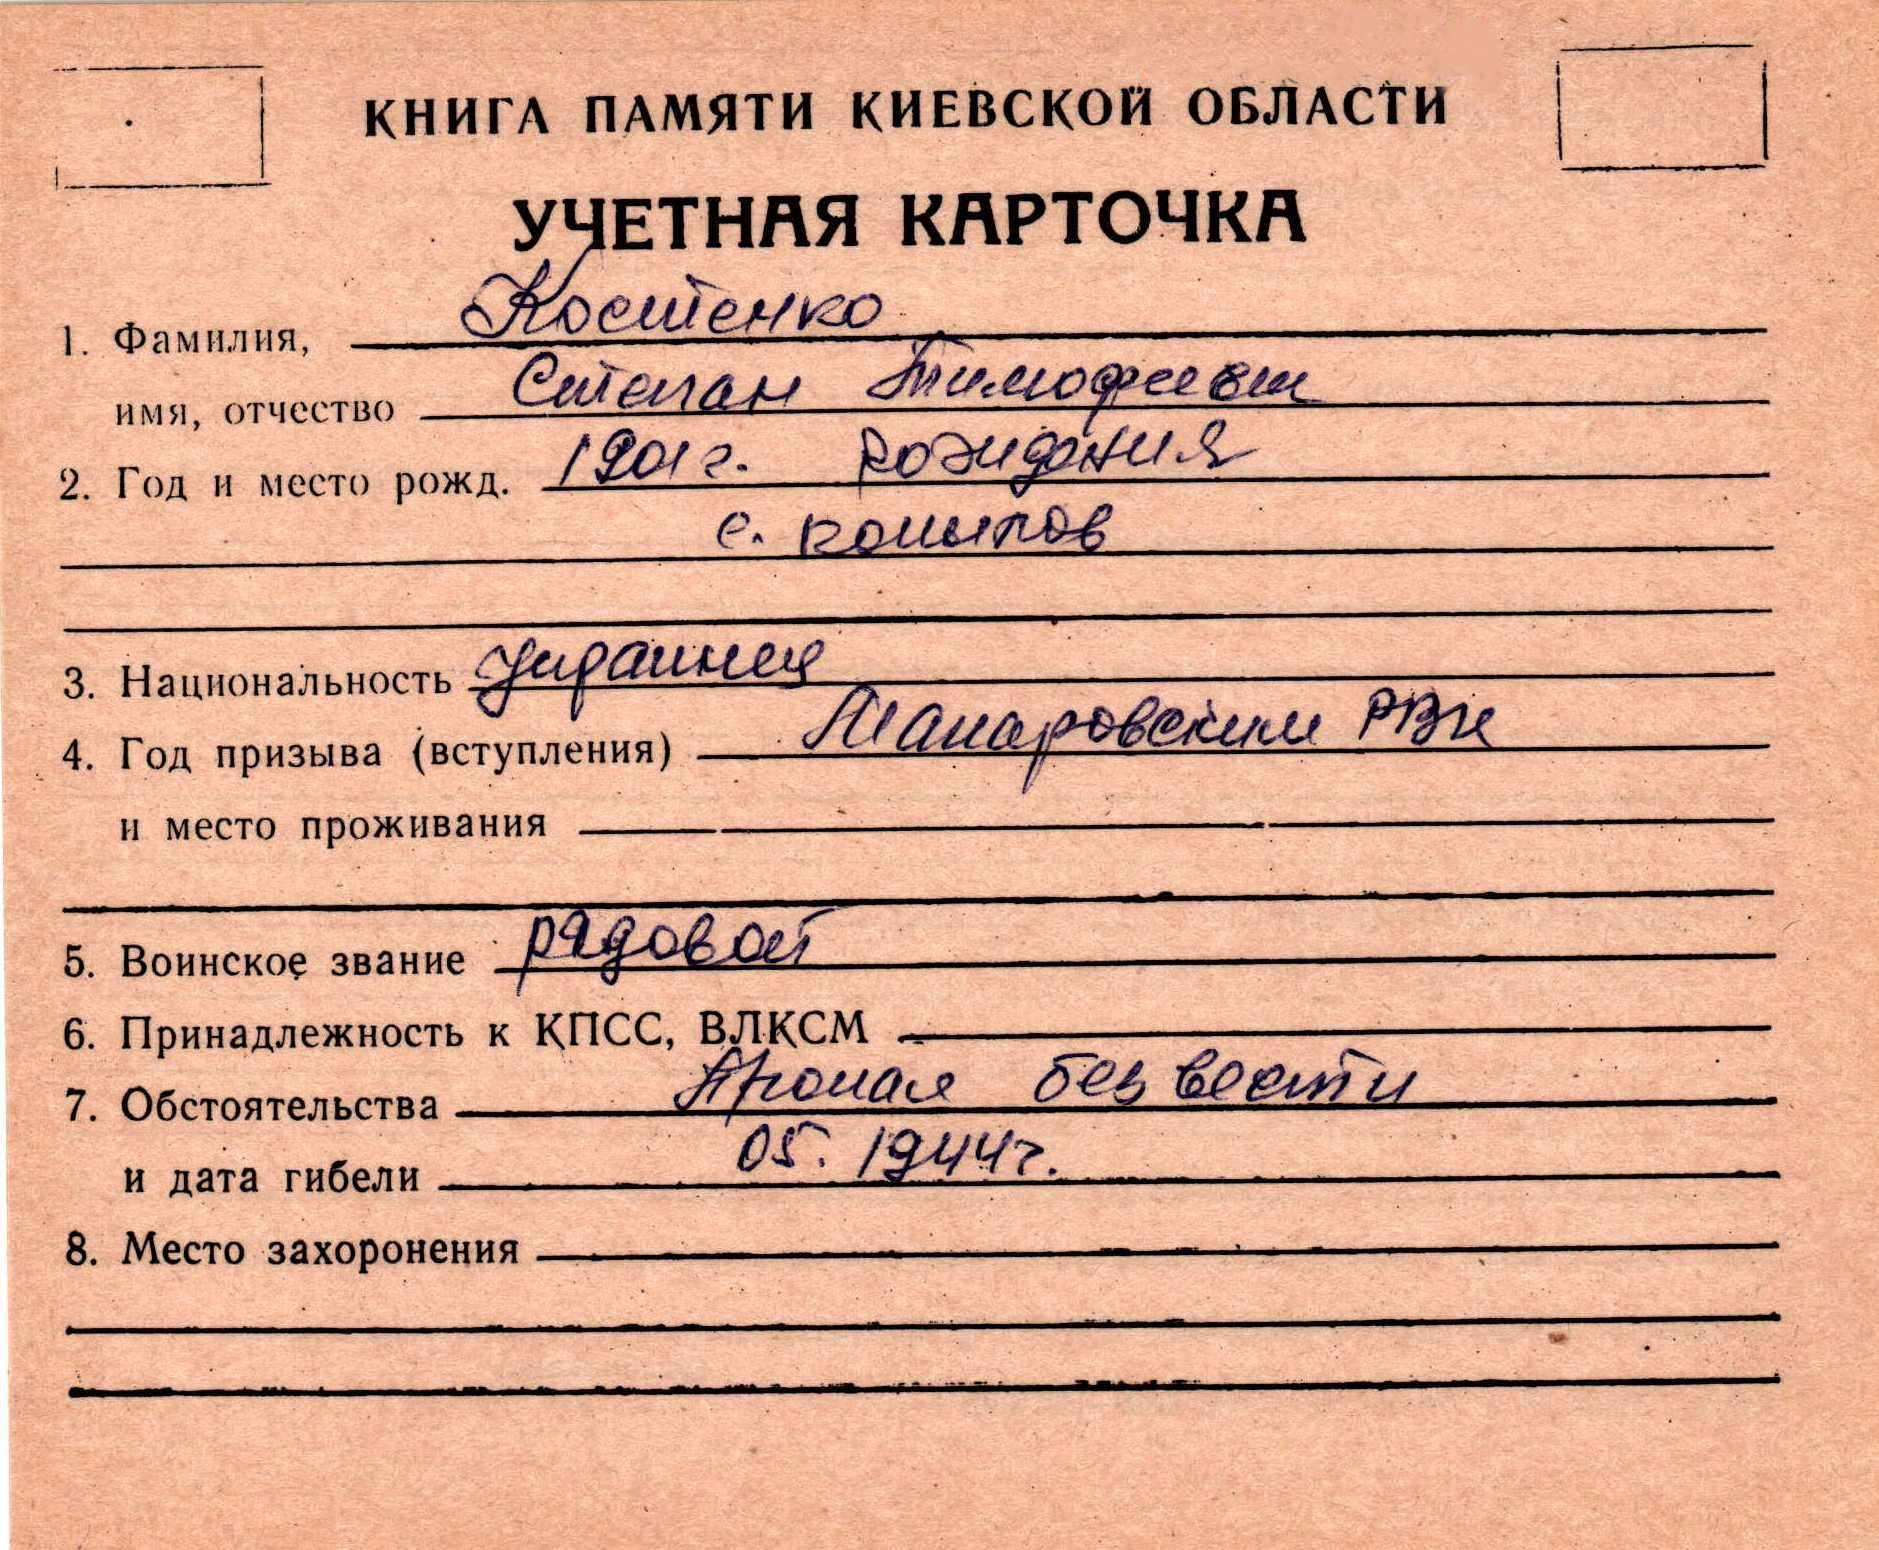 КНИГА ПАМЯТИ КИЕВСКОЙ ОБЛАСТИ
УЧЕТНАЯ КАРТОЧКА
1. Фамилия, Костенко
имя, отчество Степан Тимофеевич
2. Год и место рожд. 1901г. рождения
с. Копылов
3. Национальность украинец
4. Год призыва (вступления) Макаровским РВК
и место проживания
5. Воинское звание рядовой
6. Принадлежность к КПСС, ВЛКСМ
7. Обстоятельства Пропал без вести
и дата гибели 05. 1944г.
8. Место захоронения